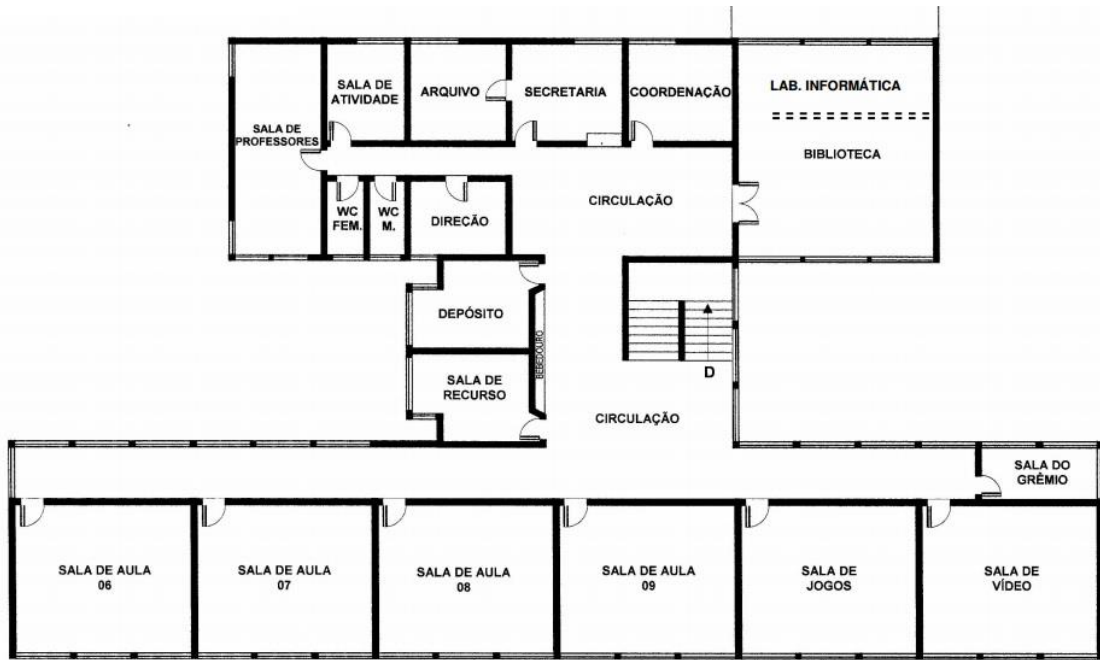 SALA DE
ATIVIDADE
ARQUIVO
SECRETARIA
COORDENAÇÃO
LAB. INFORMÁTICA
SALA DE
PROFESSORES
BIBLIOTECA
WC
FEM.
WC
M.
DIREÇÃO
CIRCULAÇÃO
DEPÓSITO
BEBEDOURO
D
SALA DE
RECURSO
CIRCULAÇÃO
SALA DO
GRÊMIO
SALA DE AULA
06
SALA DE AULA
07
SALA DE AULA
08
SALA DE AULA
09
SALA DE
JOGOS
SALA DE
VÍDEO